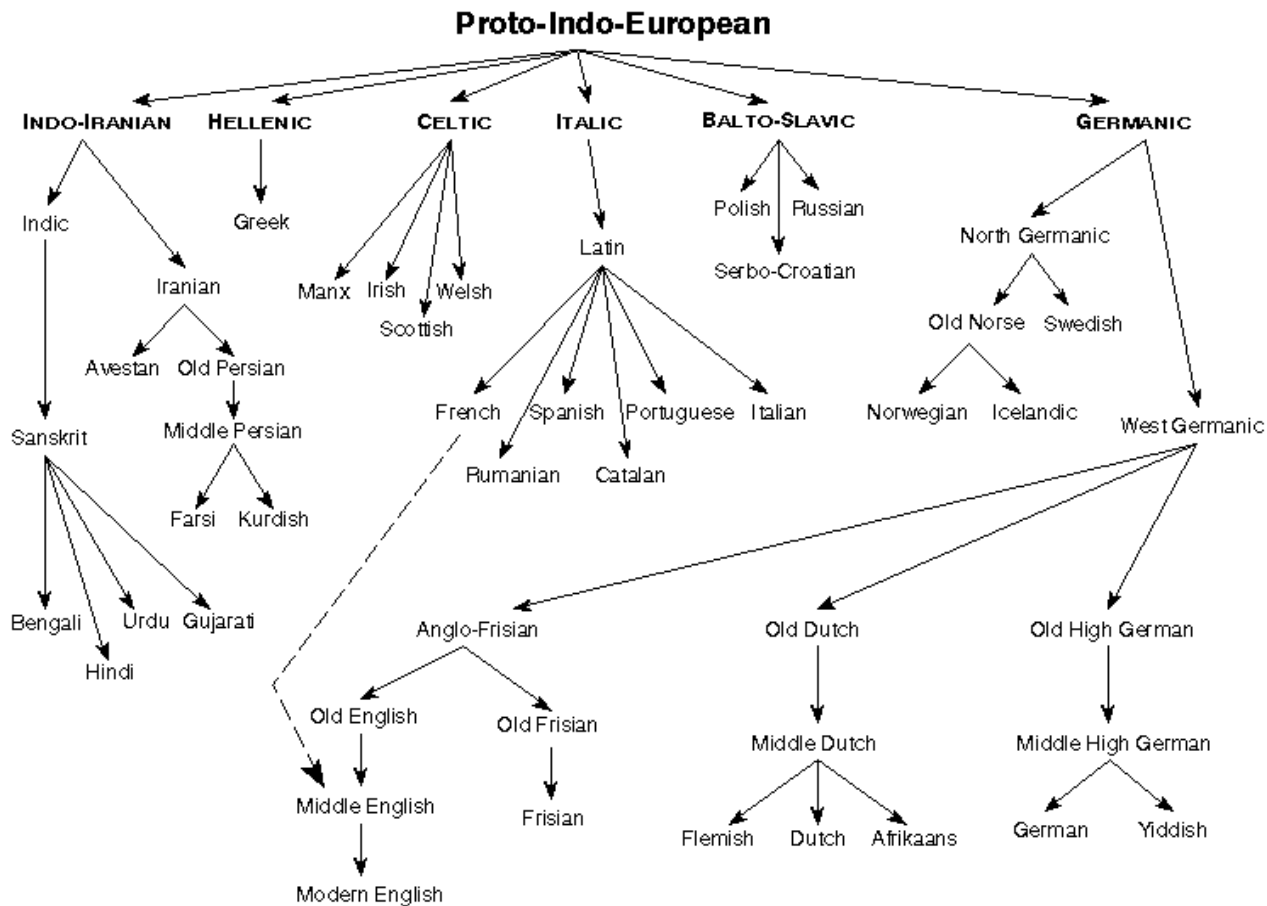 Proto-Indo-European
INDO-IRANIAN HELLENIC CELTIC ITALIC BALTO-SLAVIC GERMANIC
Indic Greek Polish Russian
Latin North Germanic
Serbo-Croatian
Iranian Manx Irish Welsh
Scottish Old Norse Swedish
Avestan Old Persian
French Spanish Portuguese Italian Norwegian Icelandic
Sanskrit Middle Persian West Germanic
Rumanian Catalan
Farsi Kurdish
Bengali Urdu Gujarati Anglo-Frisian Old Dutch Old High German
Hindi
Old English Old Frisian
Middle Dutch Middle High German
Middle English Frisian
Flemish Dutch Afrikaans German Yiddish
Modern English